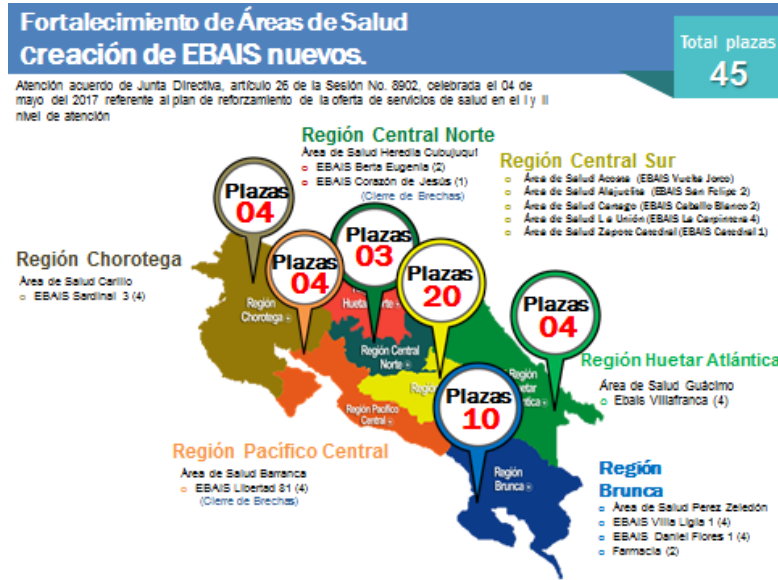 Fortalecimiento de Áreas de Salud
creación de EBAIS nuevos.
Total plazas
45
Atención acuerdo de Junta Directiva, artículo 26 de la Sesión No. 8902, celebrada el 04 de
mayo del 2017 referente al plan de reforzamiento de la oferta de servicios de salud en el I y II
nivel de atención
Región Central Norte
Área de Salud Heredia Cubujuquí
EBAIS Berta Eugenia (2)
EBAIS Corazón de Jesús (1)
(Cierre de Brechas)
Región Central Sur
Área de Salud Acosta (EBAIS Vuelta Jorco)
Área de Salud Alajuelita (EBAIS San Felipe 2)
Área de Salud Cartago (EBAIS Caballo Blanco 2)
Área de Salud La Unión (EBAIS La Carpintera 4)
Área de Salud Zapote Catedral (EBAIS Catedral 1)
Plazas
04
Plazas
03
Plazas
04
Plazas
20
Plazas
04
Plazas
10
Región Chorotega
Área de Salud Carillo
EBAIS Sardinal 3 (4)
Región
Chorotega
Región Central
Norte
Región Pacífico
Central
Región
Brunca
Región Huetar Atlántica
Área de Salud Guácimo
Ebais Villafranca (4)
Región Pacífico Central
Área de Salud Barranca
EBAIS Libertad 81 (4)
(Cierre de Brechas)
Región
Brunca
Área de Salud Perez Zeledón
EBAIS Villa Ligia 1 (4)
EBAIS Daniel Flores 1 (4)
Farmacia (2)